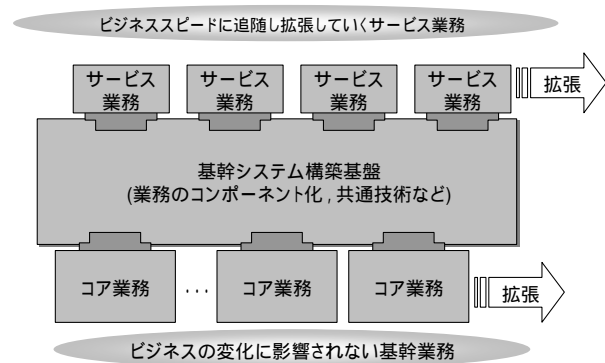 ビジネススピードに追随し拡張していくサービス業務
サービス
業務
サービス
業務
サービス
業務
サービス
業務
拡張
基幹システム構築基盤
(業務のコンポーネント化 , 共通技術など)
コア業務
...
コア業務
コア業務
拡張
ビジネスの変化に影響されない基幹業務